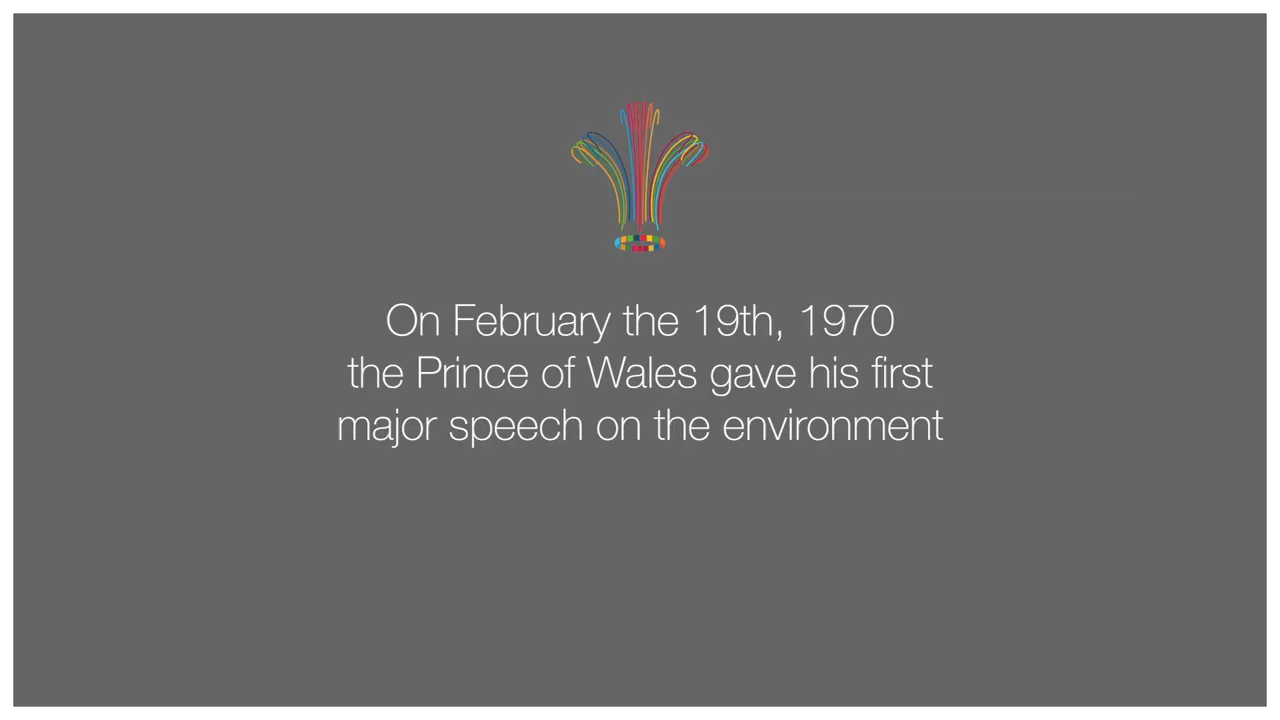 On February the 19th, 1970
the Prince of Wales gave his first
major speech on the environment